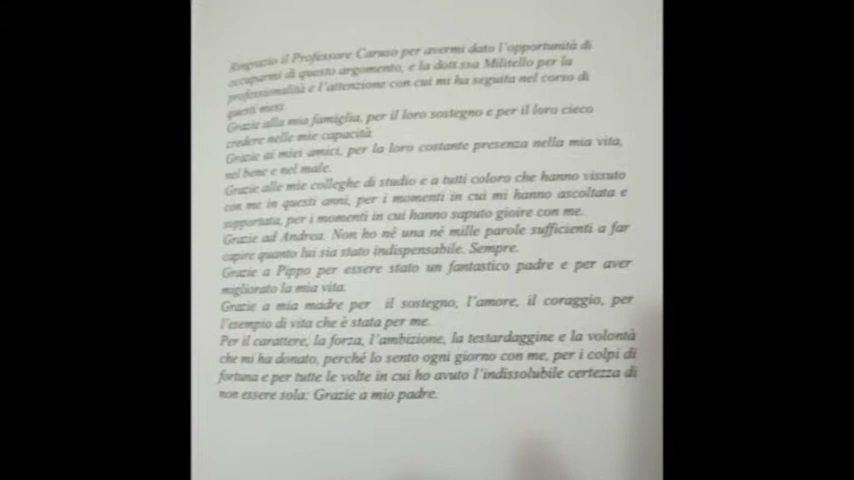 Ringrazio il Professore Caruso per avermi dato l'opportunità di
occuparmi di questo argomento, e la dott.ssa Militello per la
professionalità e l'attenzione con cui mi ha seguita nel corso di
questi mesi.
Grazie alla mia famiglia, per il loro sostegno e per il loro cieco
credere nelle mie capacità.
Grazie ai miei amici, per la loro costante presenza nella mia vita,
nel bene e nel male.
Grazie alle mie colleghe di studio e a tutti coloro che hanno vissuto
con me in questi anni, per i momenti in cui mi hanno ascoltata e
supportata, per i momenti in cui hanno saputo gioire con me.
Grazie ad Andrea. Non ho né una né mille parole sufficienti a far
capire quanto lui sia stato indispensabile. Sempre.
Grazie a Pippo per essere stato un fantastico padre e per aver
migliorato la mia vita.
Grazie a mia madre per il sostegno, l'amore, il coraggio, per
l'esempio di vita che è stata per me.
Per il carattere, la forza, l'ambizione, la testardaggine e la volontà
che mi ha donato, perché lo sento ogni giorno con me, per i colpi di
fortuna e per tutte le volte in cui ho avuto l'indissolubile certezza di
non essere sola: Grazie a mio padre.